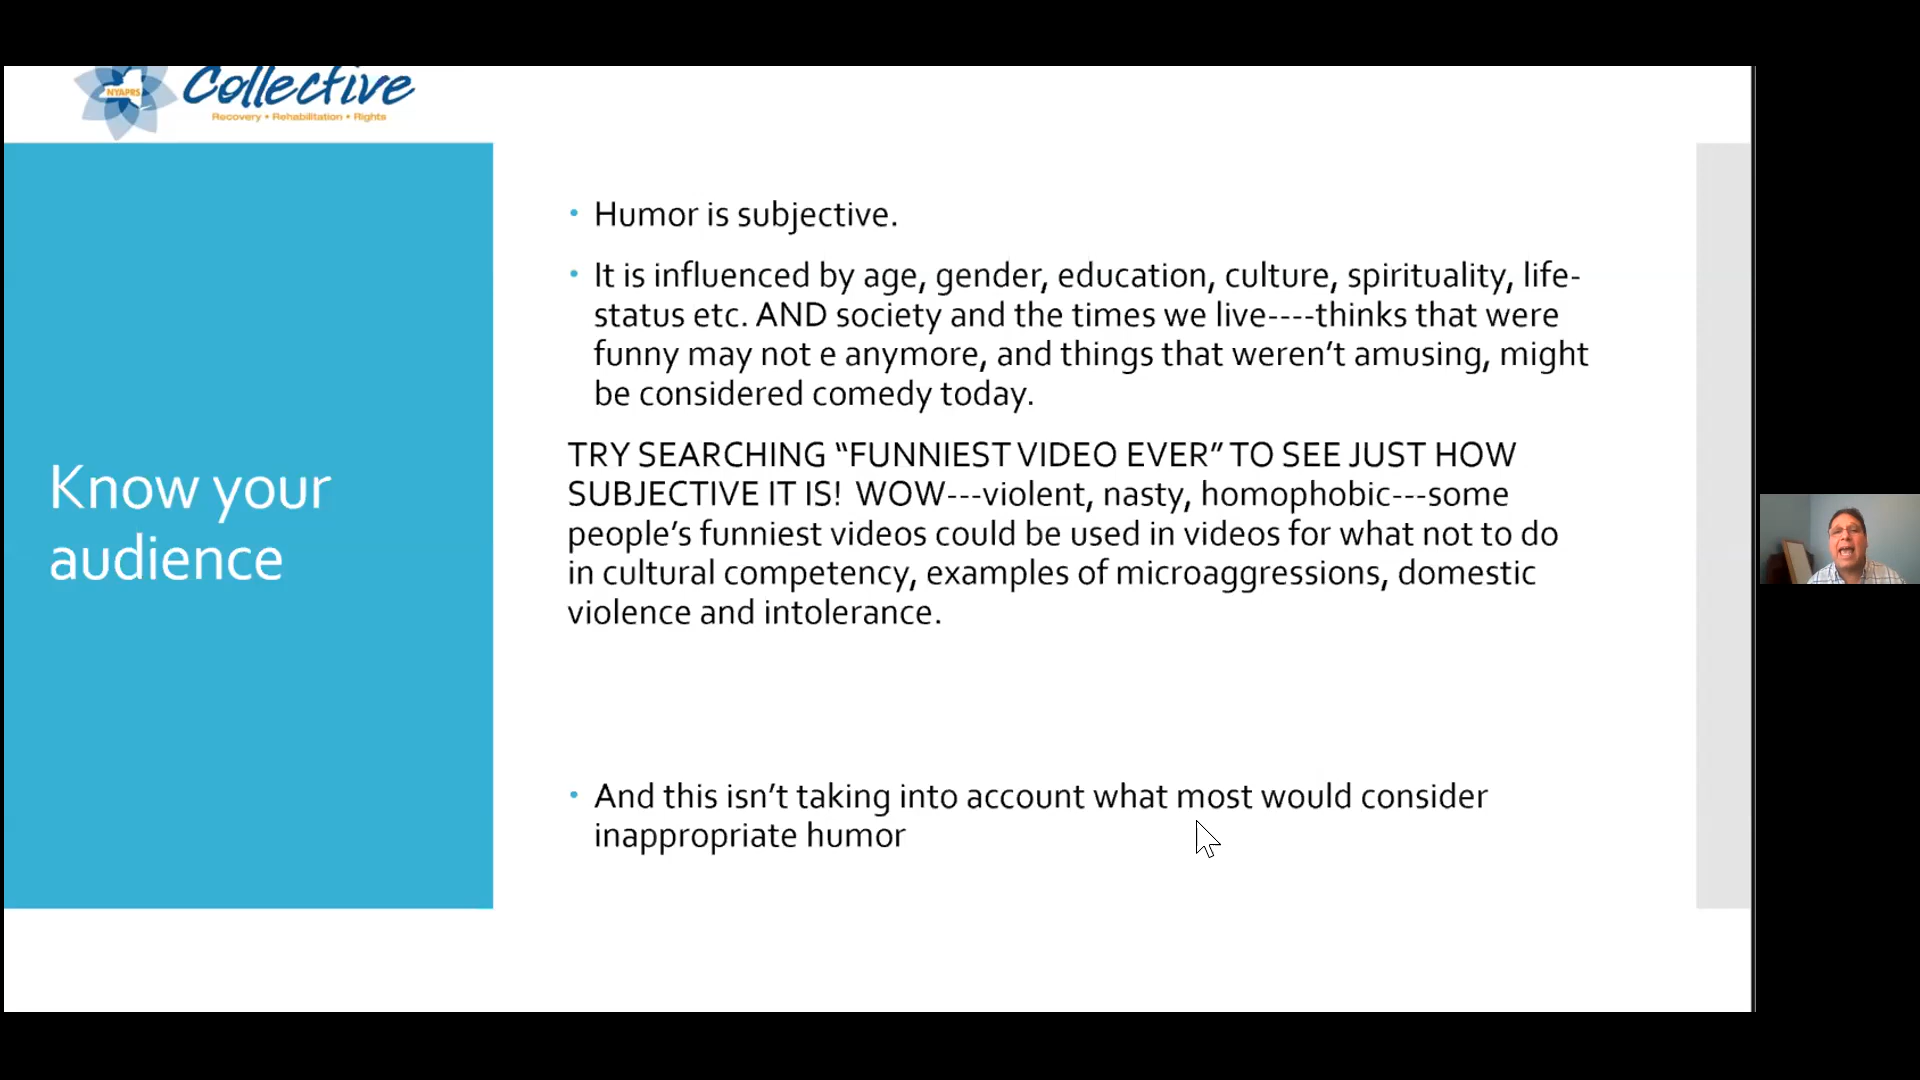 NYAPRS
Collective
Recovery • Rehabilitation • Rights
Know your
audience
• Humor is subjective.
• It is influenced by age, gender, education, culture, spirituality, life-
status etc. AND society and the times we live----thinks that were
funny may not e anymore, and things that weren’t amusing, might
be considered comedy today.
TRY SEARCHING “FUNNIEST VIDEO EVER” TO SEE JUST HOW
SUBJECTIVE IT IS! WOW---violent, nasty, homophobic---some
people’s funniest videos could be used in videos for what not to do
in cultural competency, examples of microaggressions, domestic
violence and intolerance.
• And this isn’t taking into account what most would consider
inappropriate humor